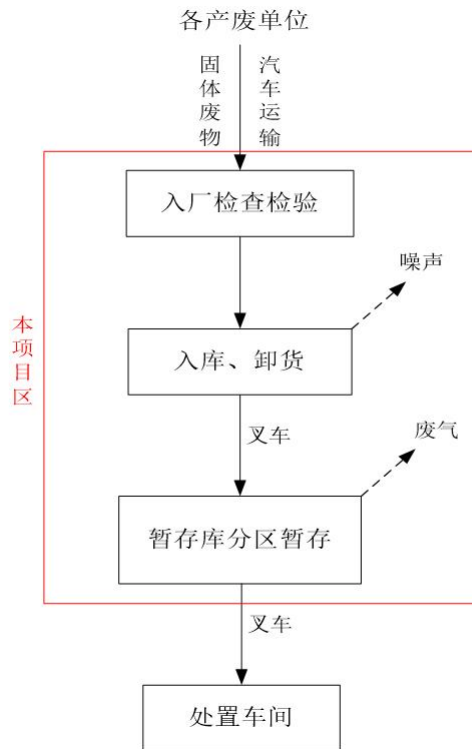 各产废单位
固体废物
汽车运输
入厂检查检验
噪声
本项目区
入库、卸货
叉车
废气
暂存库分区暂存
叉车
处置车间